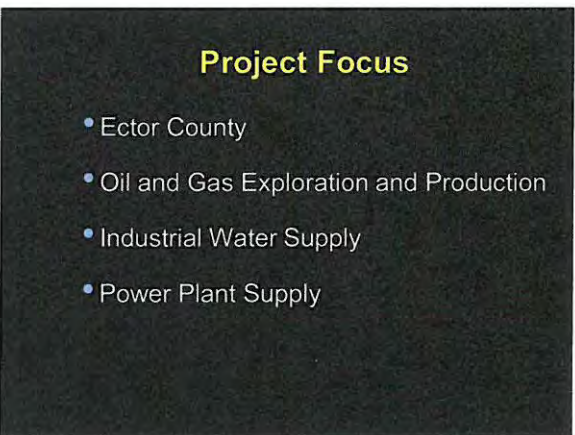 Project Focus
• Ector County
• Oil and Gas Exploration and Production
• Industrial Water Supply
• Power Plant Supply